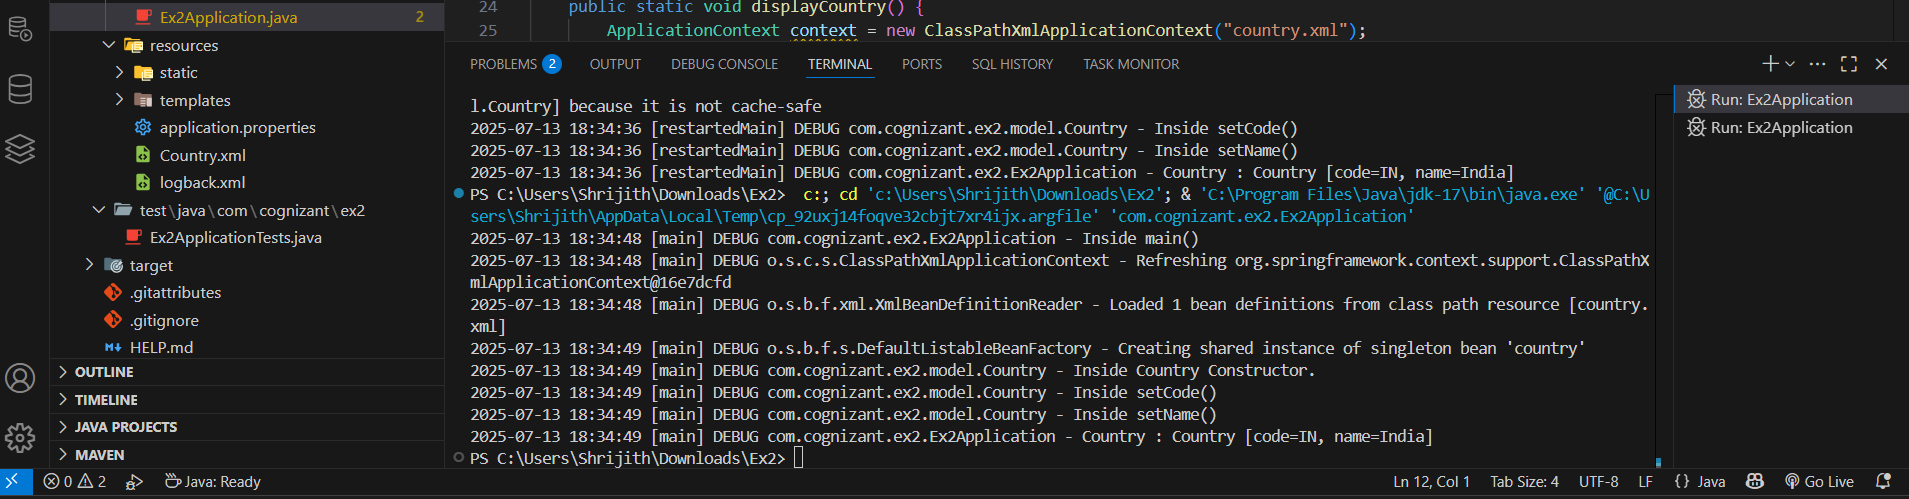 Ex2Application.java 2
resources
static
templates
application.properties
Country.xml
logback.xml
test\java\com\cognizant\ex2
Ex2ApplicationTests.java
target
.gitattributes
.gitignore
HELP.md
OUTLINE
TIMELINE
JAVA PROJECTS
MAVEN
24 public static void displayCountry() {
25 ApplicationContext context = new ClassPathXmlApplicationContext("country.xml");
PROBLEMS 2 OUTPUT DEBUG CONSOLE TERMINAL PORTS SQL HISTORY TASK MONITOR
l.Country] because it is not cache-safe
2025-07-13 18:34:36 [restartedMain] DEBUG com.cognizant.ex2.model.Country - Inside setCode()
2025-07-13 18:34:36 [restartedMain] DEBUG com.cognizant.ex2.model.Country - Inside setName()
2025-07-13 18:34:36 [restartedMain] DEBUG com.cognizant.ex2.Ex2Application - Country : Country [code=IN, name=India]
PS C:\Users\Shrijith\Downloads\Ex2>  c:; cd 'c:\Users\Shrijith\Downloads\Ex2'; & 'C:\Program Files\Java\jdk-17\bin\java.exe' '@C:\U
sers\Shrijith\AppData\Local\Temp\cp_92uxj14foqve32cbjt7xr4ijx.argfile' 'com.cognizant.ex2.Ex2Application'
2025-07-13 18:34:48 [main] DEBUG com.cognizant.ex2.Ex2Application - Inside main()
2025-07-13 18:34:48 [main] DEBUG o.s.c.s.ClassPathXmlApplicationContext - Refreshing org.springframework.context.support.ClassPathX
mlApplicationContext@16e7dcfd
2025-07-13 18:34:48 [main] DEBUG o.s.b.f.xml.XmlBeanDefinitionReader - Loaded 1 bean definitions from class path resource [country.
xml]
2025-07-13 18:34:49 [main] DEBUG o.s.b.f.s.DefaultListableBeanFactory - Creating shared instance of singleton bean 'country'
2025-07-13 18:34:49 [main] DEBUG com.cognizant.ex2.model.Country - Inside Country Constructor.
2025-07-13 18:34:49 [main] DEBUG com.cognizant.ex2.model.Country - Inside setCode()
2025-07-13 18:34:49 [main] DEBUG com.cognizant.ex2.model.Country - Inside setName()
2025-07-13 18:34:49 [main] DEBUG com.cognizant.ex2.Ex2Application - Country : Country [code=IN, name=India]
PS C:\Users\Shrijith\Downloads\Ex2>
Run: Ex2Application
Run: Ex2Application
0 2 Java: Ready Ln 12, Col 1 Tab Size: 4 UTF-8 LF {} Java Go Live